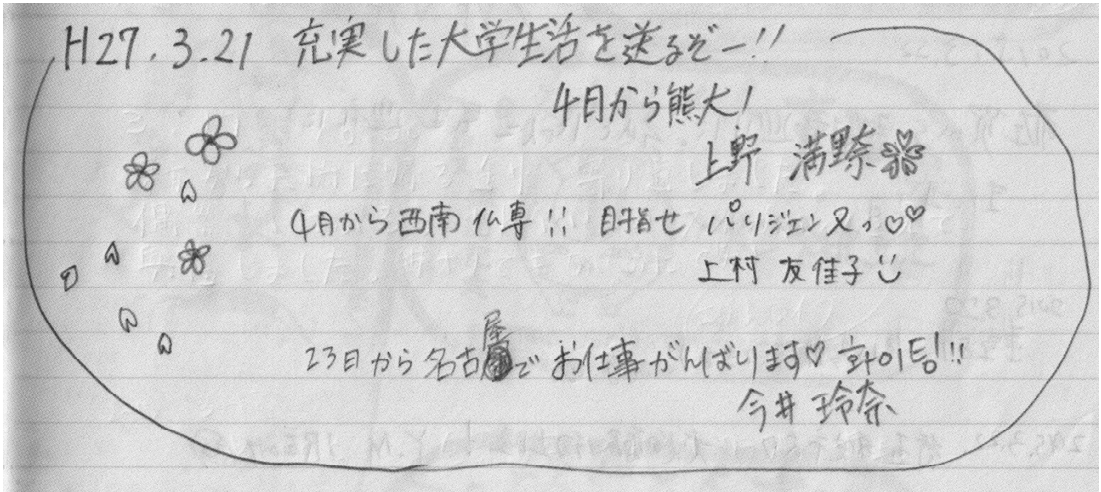 H27.3.21 充実した大学生活を送るぞー!!
4月から熊大!
上野 満黎
4月から西南 仏専!! 目指せ パリジェンヌっ♡♡
上村 友佳子
23日から名古屋で お仕事がんばります♡ 화이팅!!!
今井 玲奈